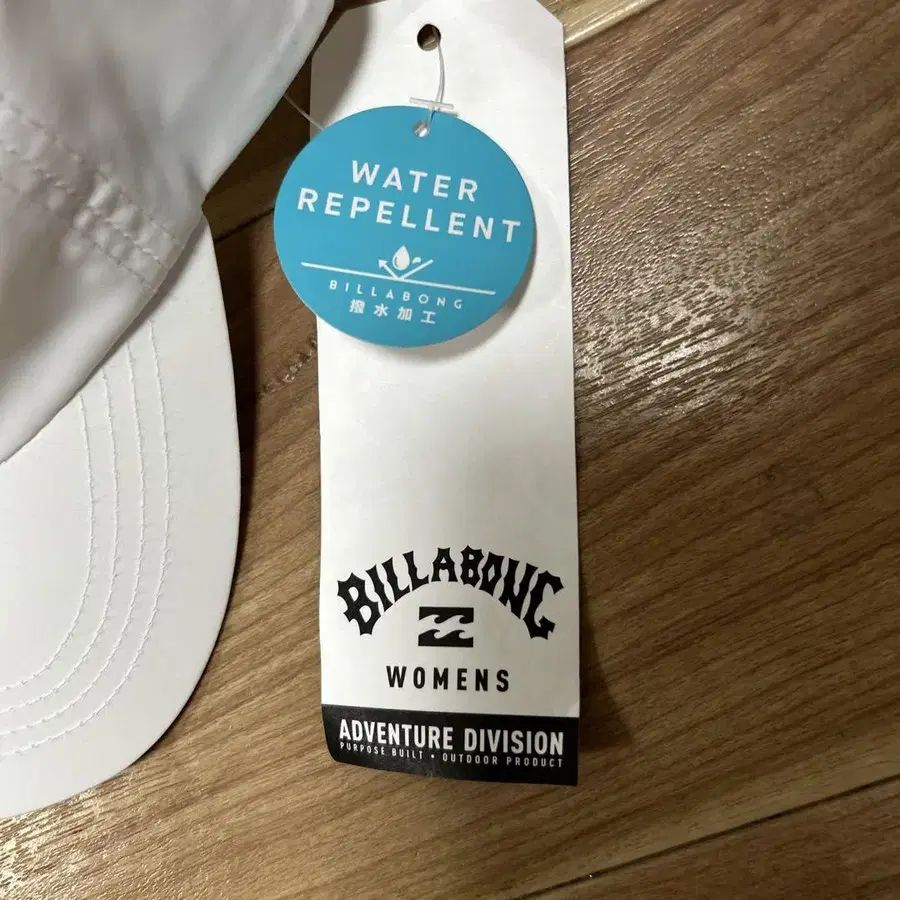 WATER
REPELLENT
BILLABONG
撥水加工
BILLABONG
WOMENS
ADVENTURE DIVISION
PURPOSE BUILT • OUTDOOR PRODUCT